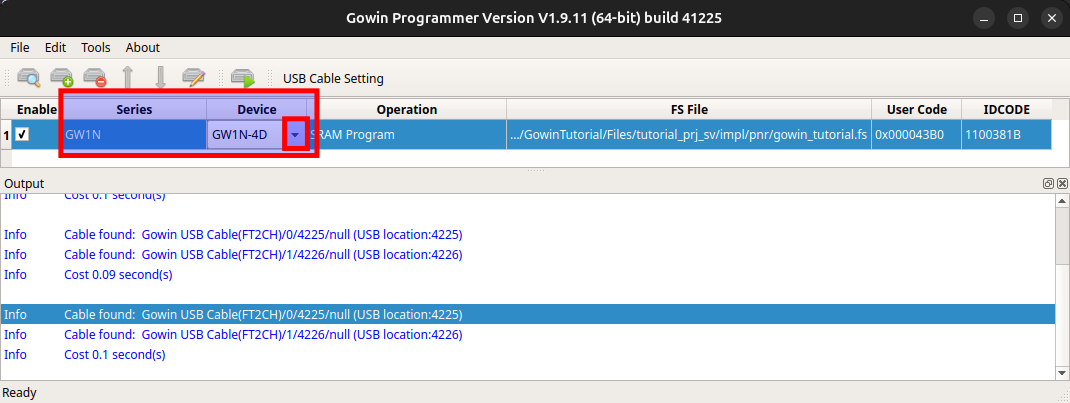 Gowin Programmer Version V1.9.11 (64-bit) build 41225
File Edit Tools About
USB Cable Setting
Enable Series Device Operation FS File User Code IDCODE
1 GW1N GW1N-4D SRAM Program .../GowinTutorial/Files/tutorial_prj_sv/impl/pnr/gowin_tutorial.fs 0x000043B0 1100381B
Output
Info Cost 0.1 second(s)
Info Cable found: Gowin USB Cable(FT2CH)/0/4225/null (USB location:4225)
Info Cable found: Gowin USB Cable(FT2CH)/1/4226/null (USB location:4226)
Info Cost 0.09 second(s)
Info Cable found: Gowin USB Cable(FT2CH)/0/4225/null (USB location:4225)
Info Cable found: Gowin USB Cable(FT2CH)/1/4226/null (USB location:4226)
Info Cost 0.1 second(s)
Ready